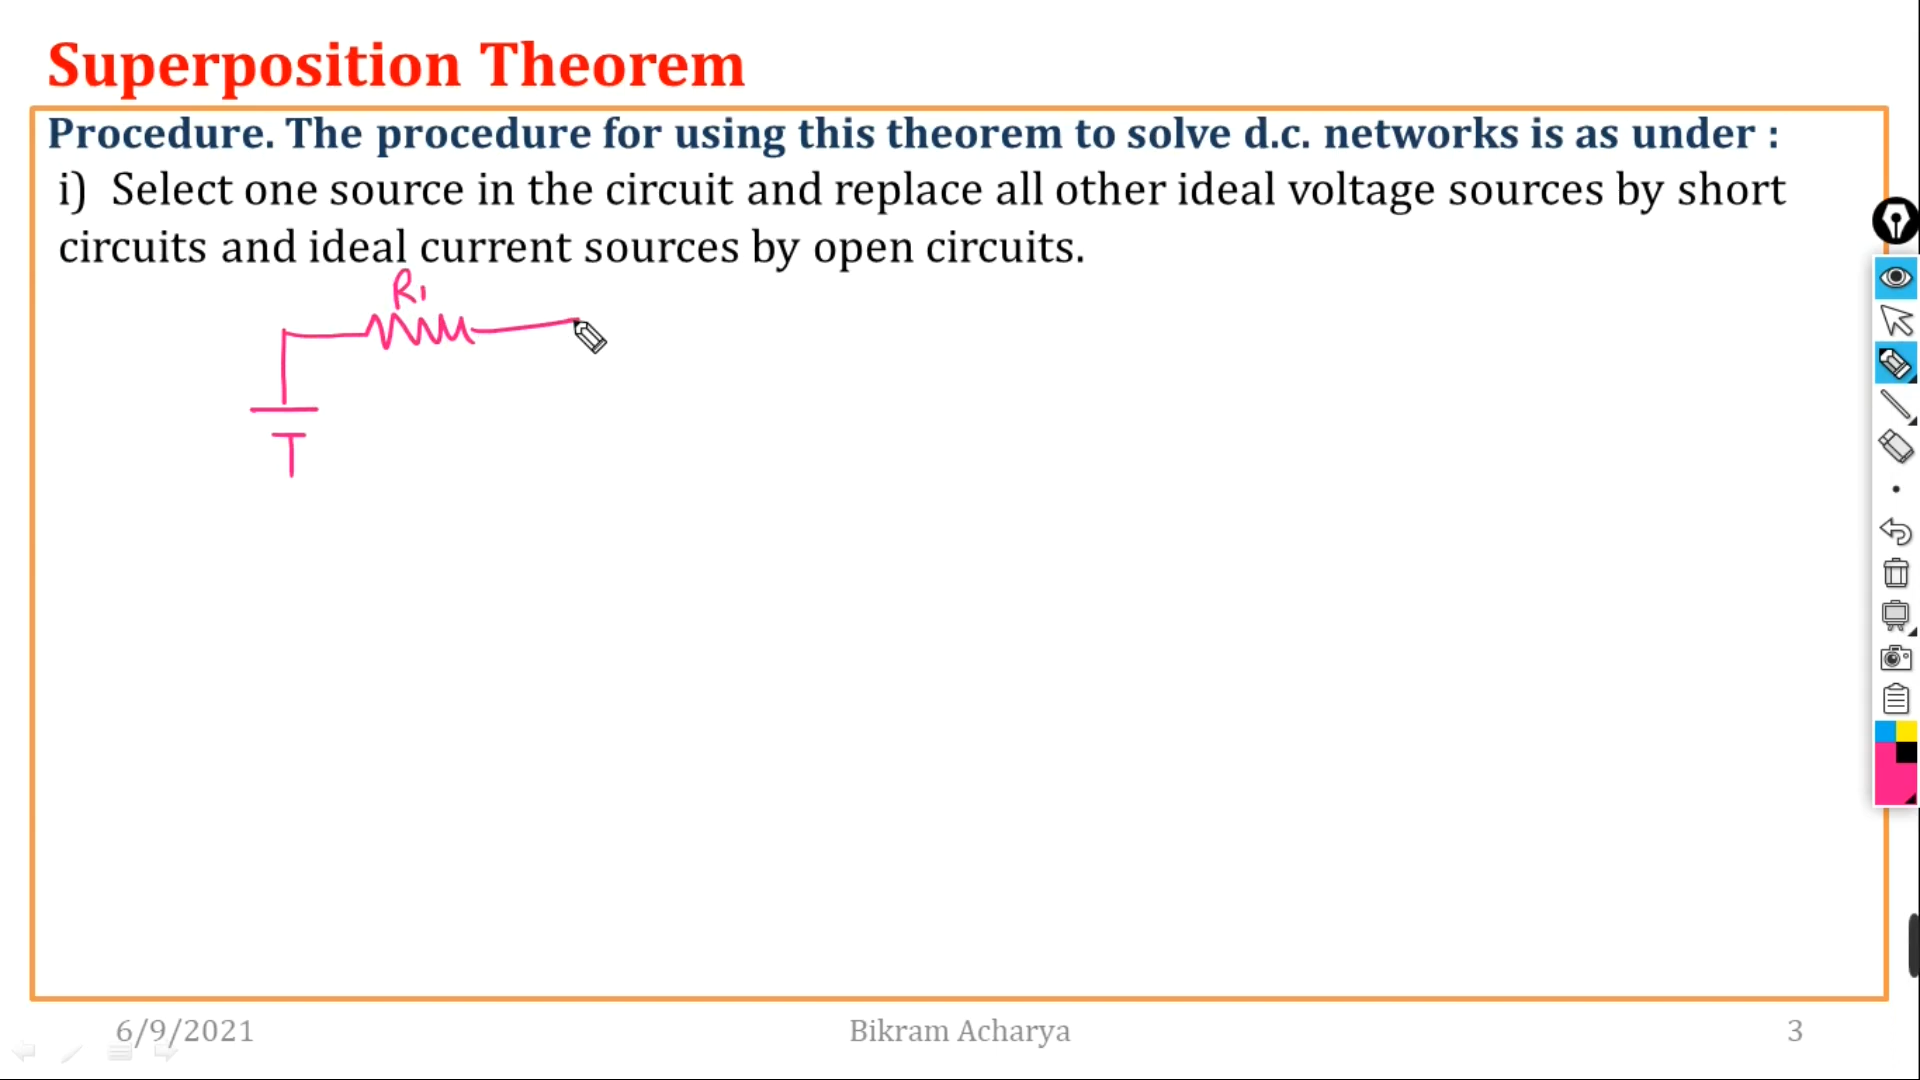 Superposition Theorem
Procedure. The procedure for using this theorem to solve d.c. networks is as under :
i) Select one source in the circuit and replace all other ideal voltage sources by short
circuits and ideal current sources by open circuits.
R1
6/9/2021
Bikram Acharya
3